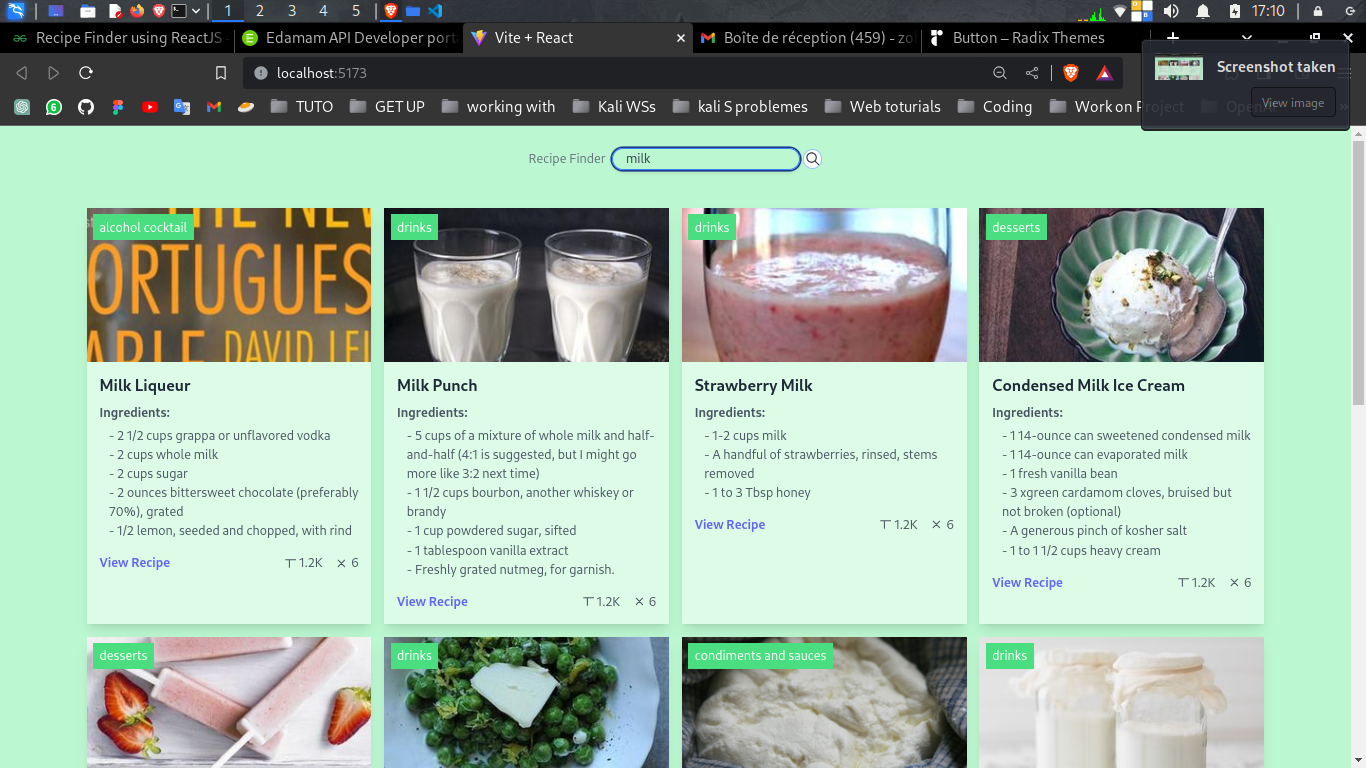 1 2 3 4 5 17:10
Recipe Finder using ReactJS - Edamam API Developer port Vite + React Boîte de réception (459) - zo Button – Radix Themes
localhost:5173
Screenshot taken
View image
6 TUTO GET UP working with Kali WSs kali S problemes Web toturials Coding Work on Project
Recipe Finder milk
alcohol cocktail
THE NEW
PORTUGUESE
TABLE DAVID LEI
Milk Liqueur
Ingredients:
- 2 1/2 cups grappa or unflavored vodka
- 2 cups whole milk
- 2 cups sugar
- 2 ounces bittersweet chocolate (preferably
70%), grated
- 1/2 lemon, seeded and chopped, with rind
View Recipe 1.2K 6
drinks
Milk Punch
Ingredients:
- 5 cups of a mixture of whole milk and half-
and-half (4:1 is suggested, but I might go
more like 3:2 next time)
- 1 1/2 cups bourbon, another whiskey or
brandy
- 1 cup powdered sugar, sifted
- 1 tablespoon vanilla extract
- Freshly grated nutmeg, for garnish.
View Recipe 1.2K 6
drinks
Strawberry Milk
Ingredients:
- 1-2 cups milk
- A handful of strawberries, rinsed, stems
removed
- 1 to 3 Tbsp honey
View Recipe 1.2K 6
desserts
Condensed Milk Ice Cream
Ingredients:
- 1 14-ounce can sweetened condensed milk
- 1 14-ounce can evaporated milk
- 1 fresh vanilla bean
- 3 xgreen cardamom cloves, bruised but
not broken (optional)
- A generous pinch of kosher salt
- 1 to 1 1/2 cups heavy cream
View Recipe 1.2K 6
desserts
drinks
condiments and sauces
drinks